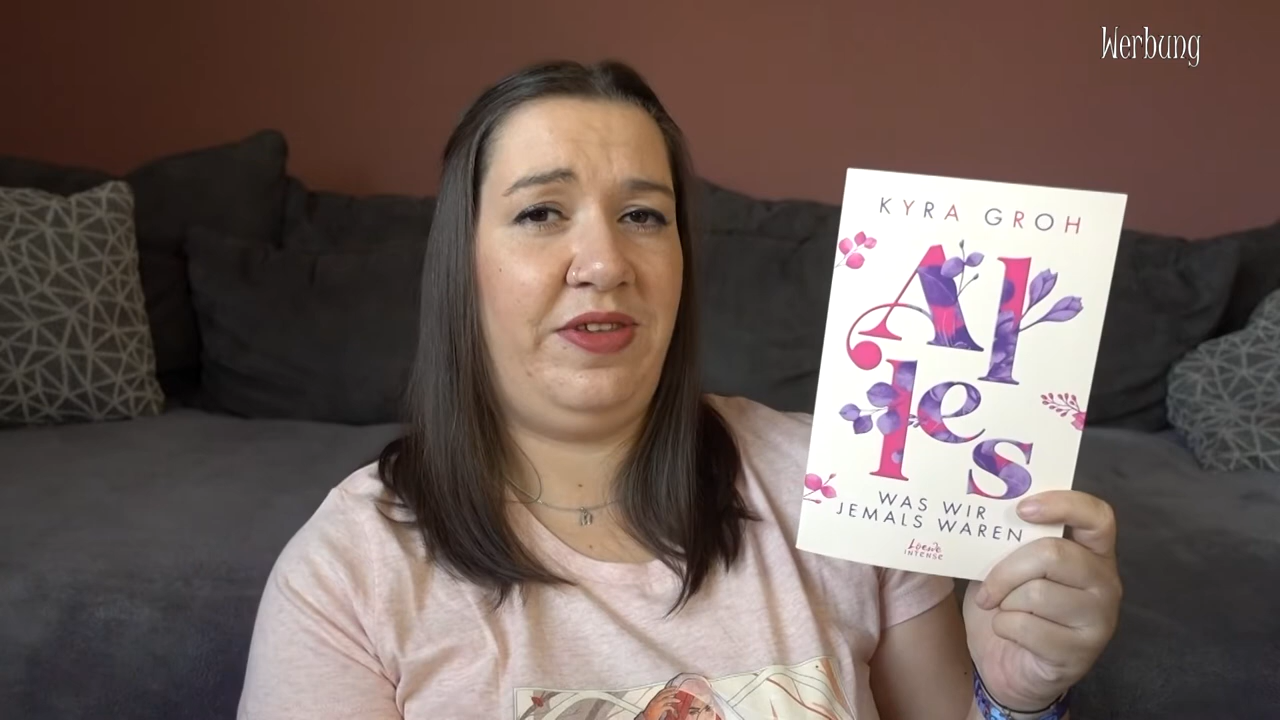 Werbung
KYRA GROH
Al
les
WAS WIR
JEMALS WAREN
Loewe
INTENSE